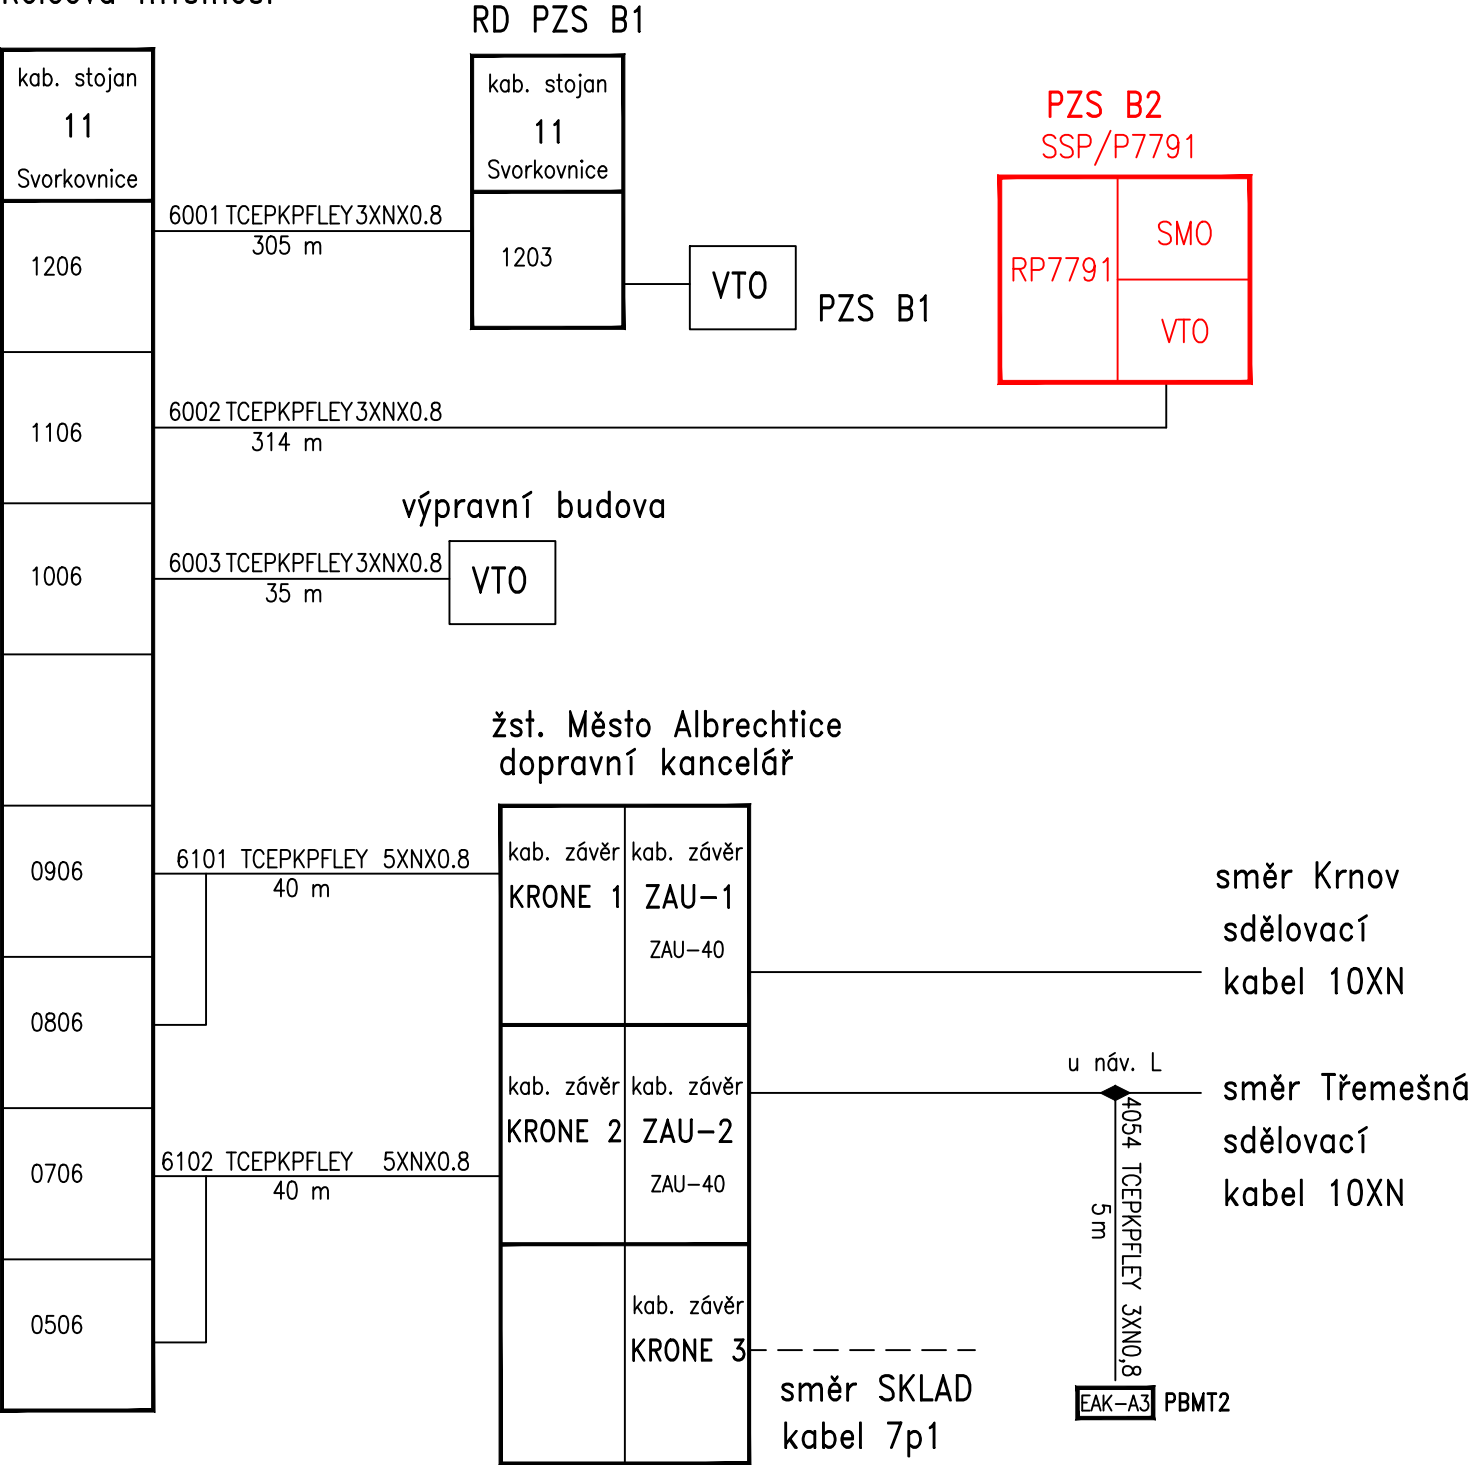 RD PZS B1
kab. stojan
11
Svorkovnice
kab. stojan
11
Svorkovnice
PZS B2
SSP/P7791
6001 TCEPKPFLEY 3XNX0.8
305 m
1206
1203
VTO
PZS B1
RP7791
SMO
VTO
6002 TCEPKPFLEY 3XNX0.8
314 m
1106
výpravní budova
6003 TCEPKPFLEY 3XNX0.8
35 m
1006
VTO
žst. Město Albrechtice
dopravní kancelář
0906
6101 TCEPKPFLEY 5XNX0.8
40 m
kab. závěr
KRONE 1
kab. závěr
ZAU-1
ZAU-40
směr Krnov
sdělovací
kabel 10XN
0806
u náv. L
kab. závěr
KRONE 2
kab. závěr
ZAU-2
ZAU-40
směr Třemešná
sdělovací
kabel 10XN
0706
6102 TCEPKPFLEY 5XNX0.8
40 m
4054 TCEPKPFLEY 3XN0,8
5 m
0506
kab. závěr
KRONE 3
směr SKLAD
kabel 7p1
EAK-A3
PBMT2